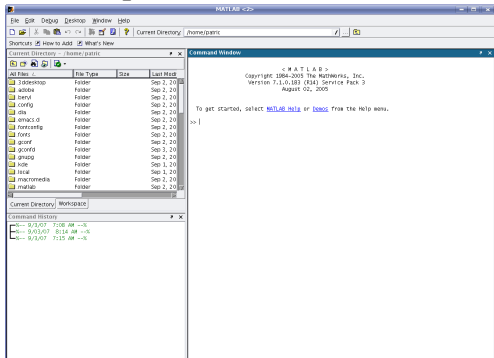 MATLAB <2>
File Edit Debug Desktop Window Help
Current Directory: /home/patric
Shortcuts How to Add What's New
Current Directory - /home/patric
All Files File Type Size Last Modi
.3ddesktop Folder Sep 2, 20
.adobe Folder Sep 2, 20
.beryl Folder Sep 2, 20
.config Folder Sep 2, 20
.dia Folder Sep 2, 20
.emacs.d Folder Sep 2, 20
.fontconfig Folder Sep 2, 20
.fonts Folder Sep 2, 20
.gconf Folder Sep 2, 20
.gconfd Folder Sep 3, 20
.gnupg Folder Sep 2, 20
.kde Folder Sep 1, 20
.local Folder Sep 1, 20
.macromedia Folder Sep 2, 20
.matlab Folder Sep 2, 20
Current Directory Workspace
Command History
%-- 9/3/07 7:08 AM --%
%-- 9/03/07 8:14 AM --%
%-- 9/3/07 7:15 AM --%
Command Window
< M A T L A B >
Copyright 1984-2005 The MathWorks, Inc.
Version 7.1.0.183 (R14) Service Pack 3
August 02, 2005
To get started, select MATLAB Help or Demos from the Help menu.
>>